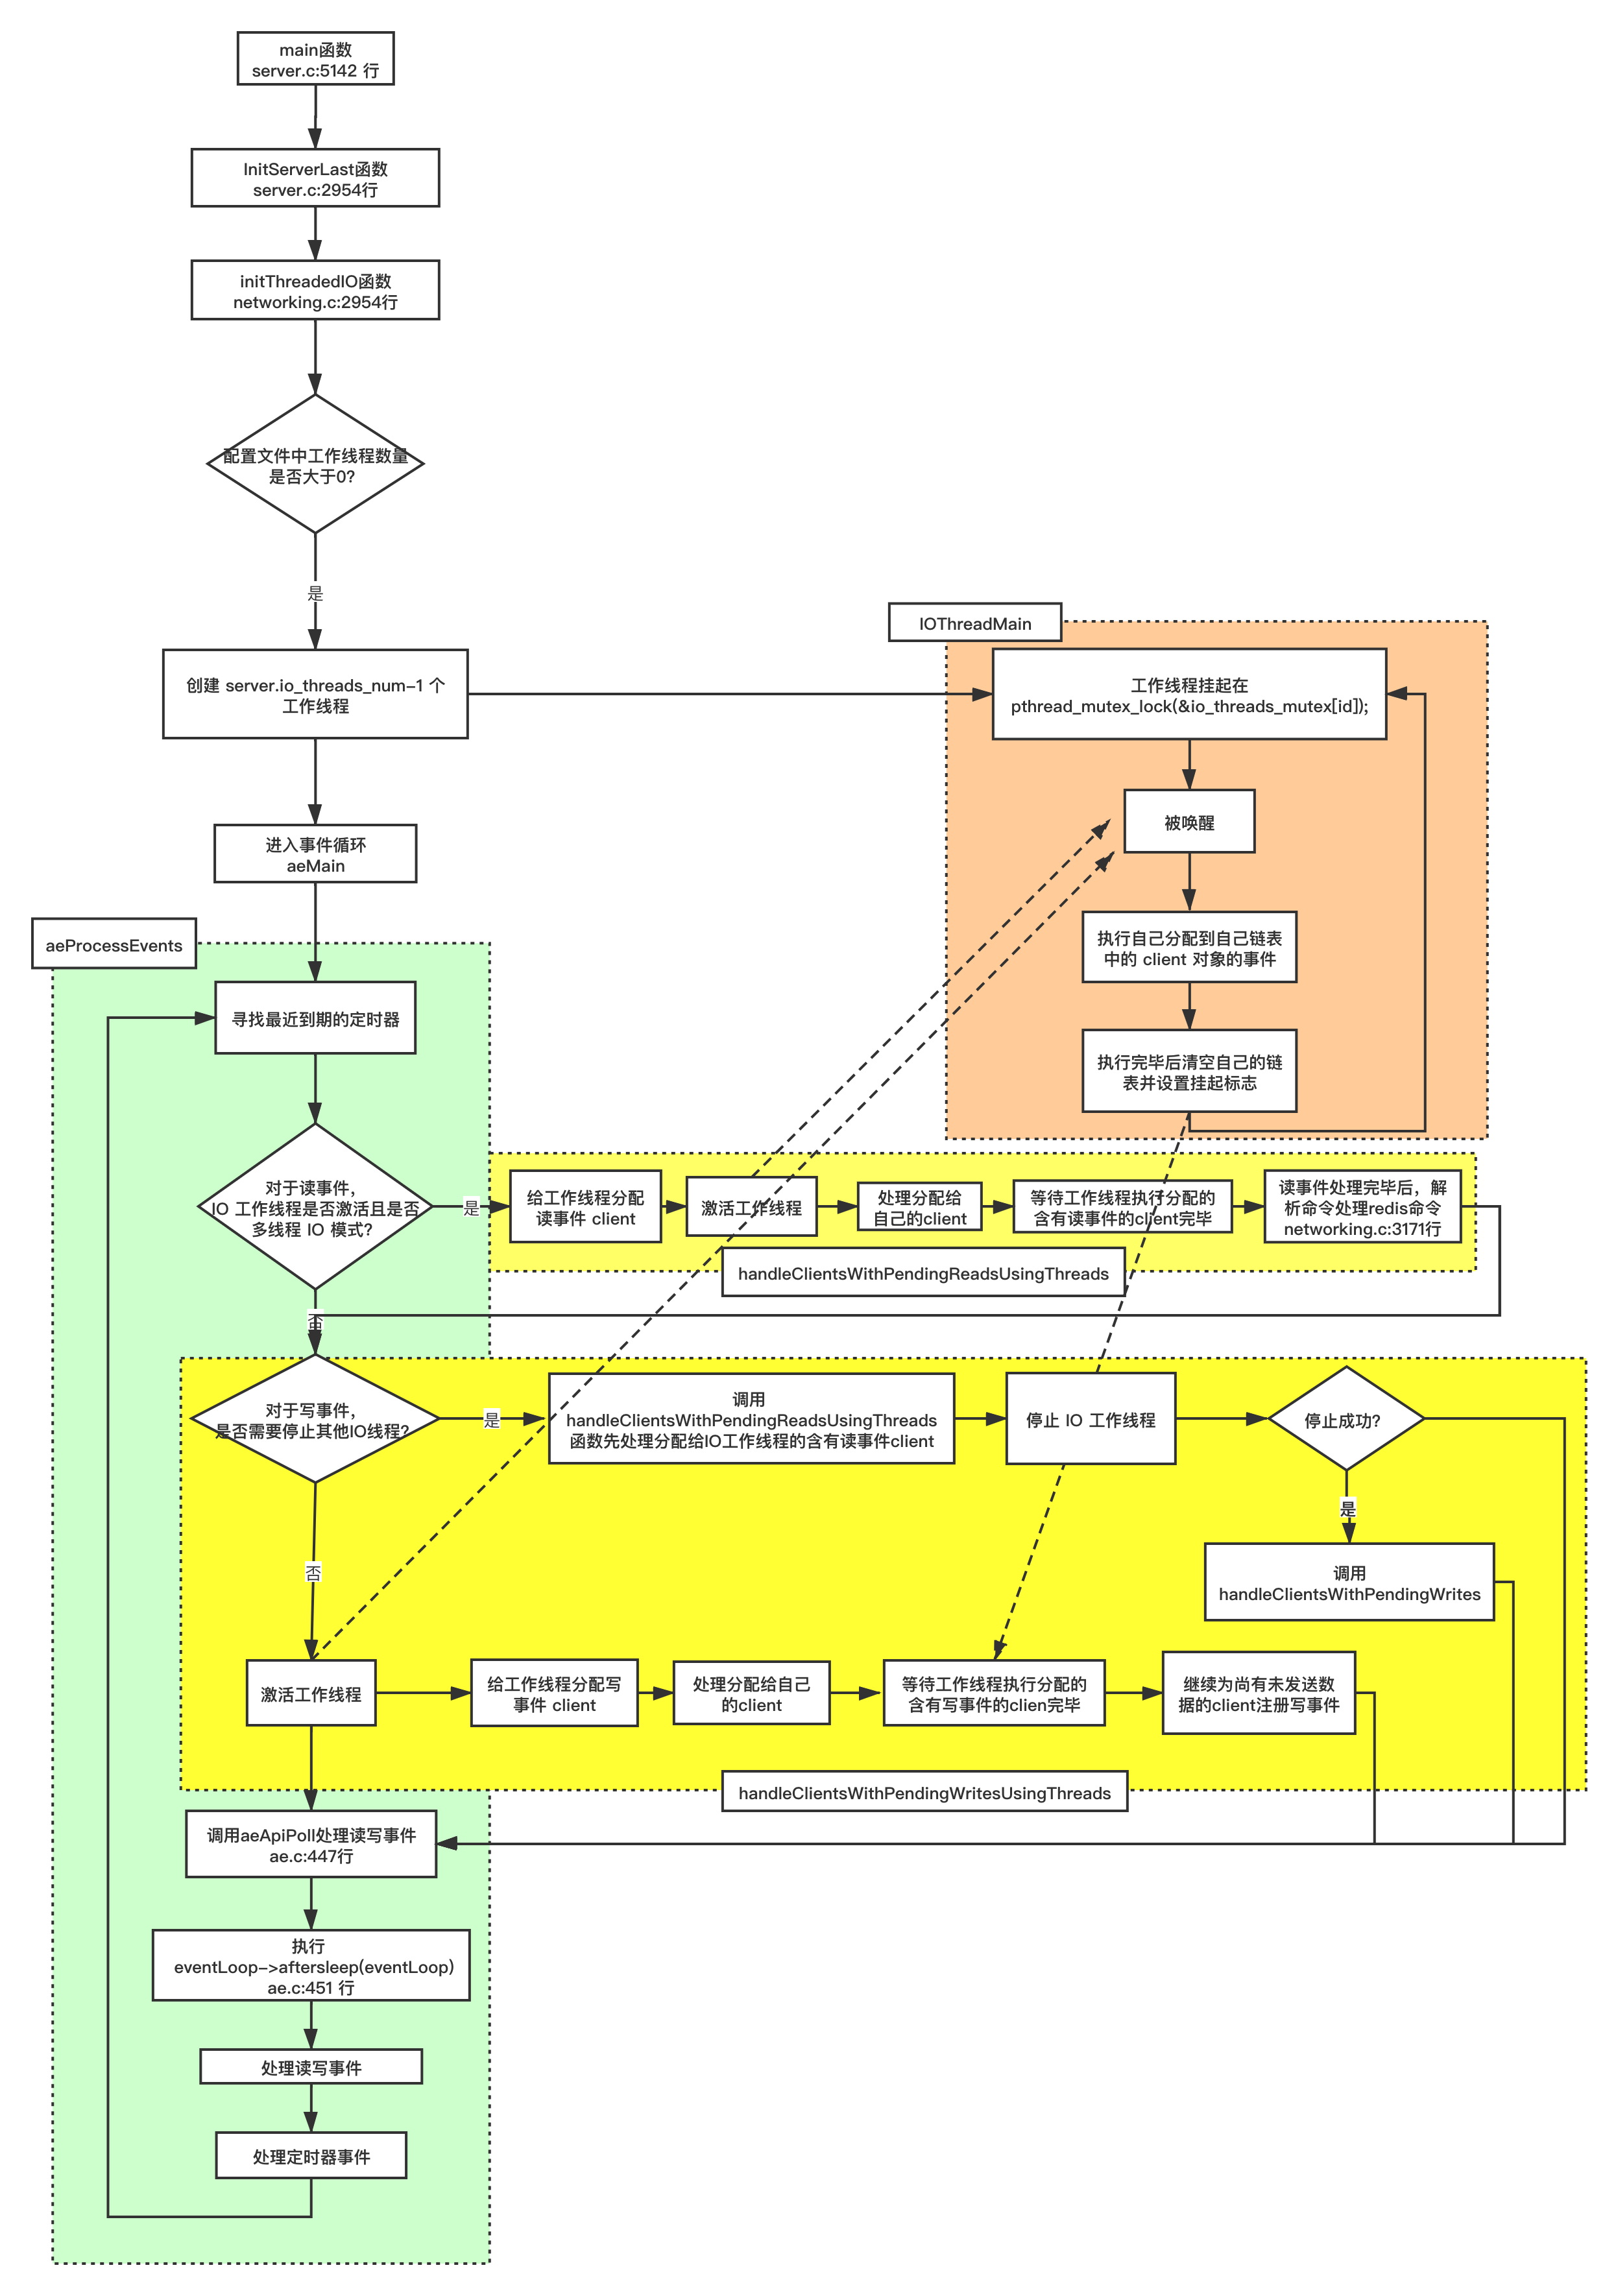 main函数
server.c:5142 行
InitServerLast函数
server.c:2954行
initThreadedIO函数
networking.c:2954行
配置文件中工作线程数量
是否大于0?
是
创建 server.io_threads_num-1 个
工作线程
IOThreadMain
工作线程挂起在
pthread_mutex_lock(&io_threads_mutex[id]);
被唤醒
执行自己分配到自己链表
中的 client 对象的事件
执行完毕后清空自己的链
表并设置挂起标志
进入事件循环
aeMain
aeProcessEvents
寻找最近到期的定时器
对于读事件，
IO 工作线程是否激活且是否
多线程 IO 模式?
是
给工作线程分配
读事件 client
激活工作线程
处理分配给
自己的client
等待工作线程执行分配的
含有读事件的client完毕
读事件处理完毕后，解
析命令处理redis命令
networking.c:3171行
handleClientsWithPendingReadsUsingThreads
否
对于写事件，
是否需要停止其他IO线程?
是
调用
handleClientsWithPendingReadsUsingThreads
函数先处理分配给IO工作线程的含有读事件client
停止 IO 工作线程
停止成功?
是
调用
handleClientsWithPendingWrites
否
激活工作线程
给工作线程分配写
事件 client
处理分配给自己
的client
等待工作线程执行分配的
含有写事件的clien完毕
继续为尚有未发送数
据的client注册写事件
handleClientsWithPendingWritesUsingThreads
调用aeApiPoll处理读写事件
ae.c:447行
执行
eventLoop->aftersleep(eventLoop)
ae.c:451 行
处理读写事件
处理定时器事件